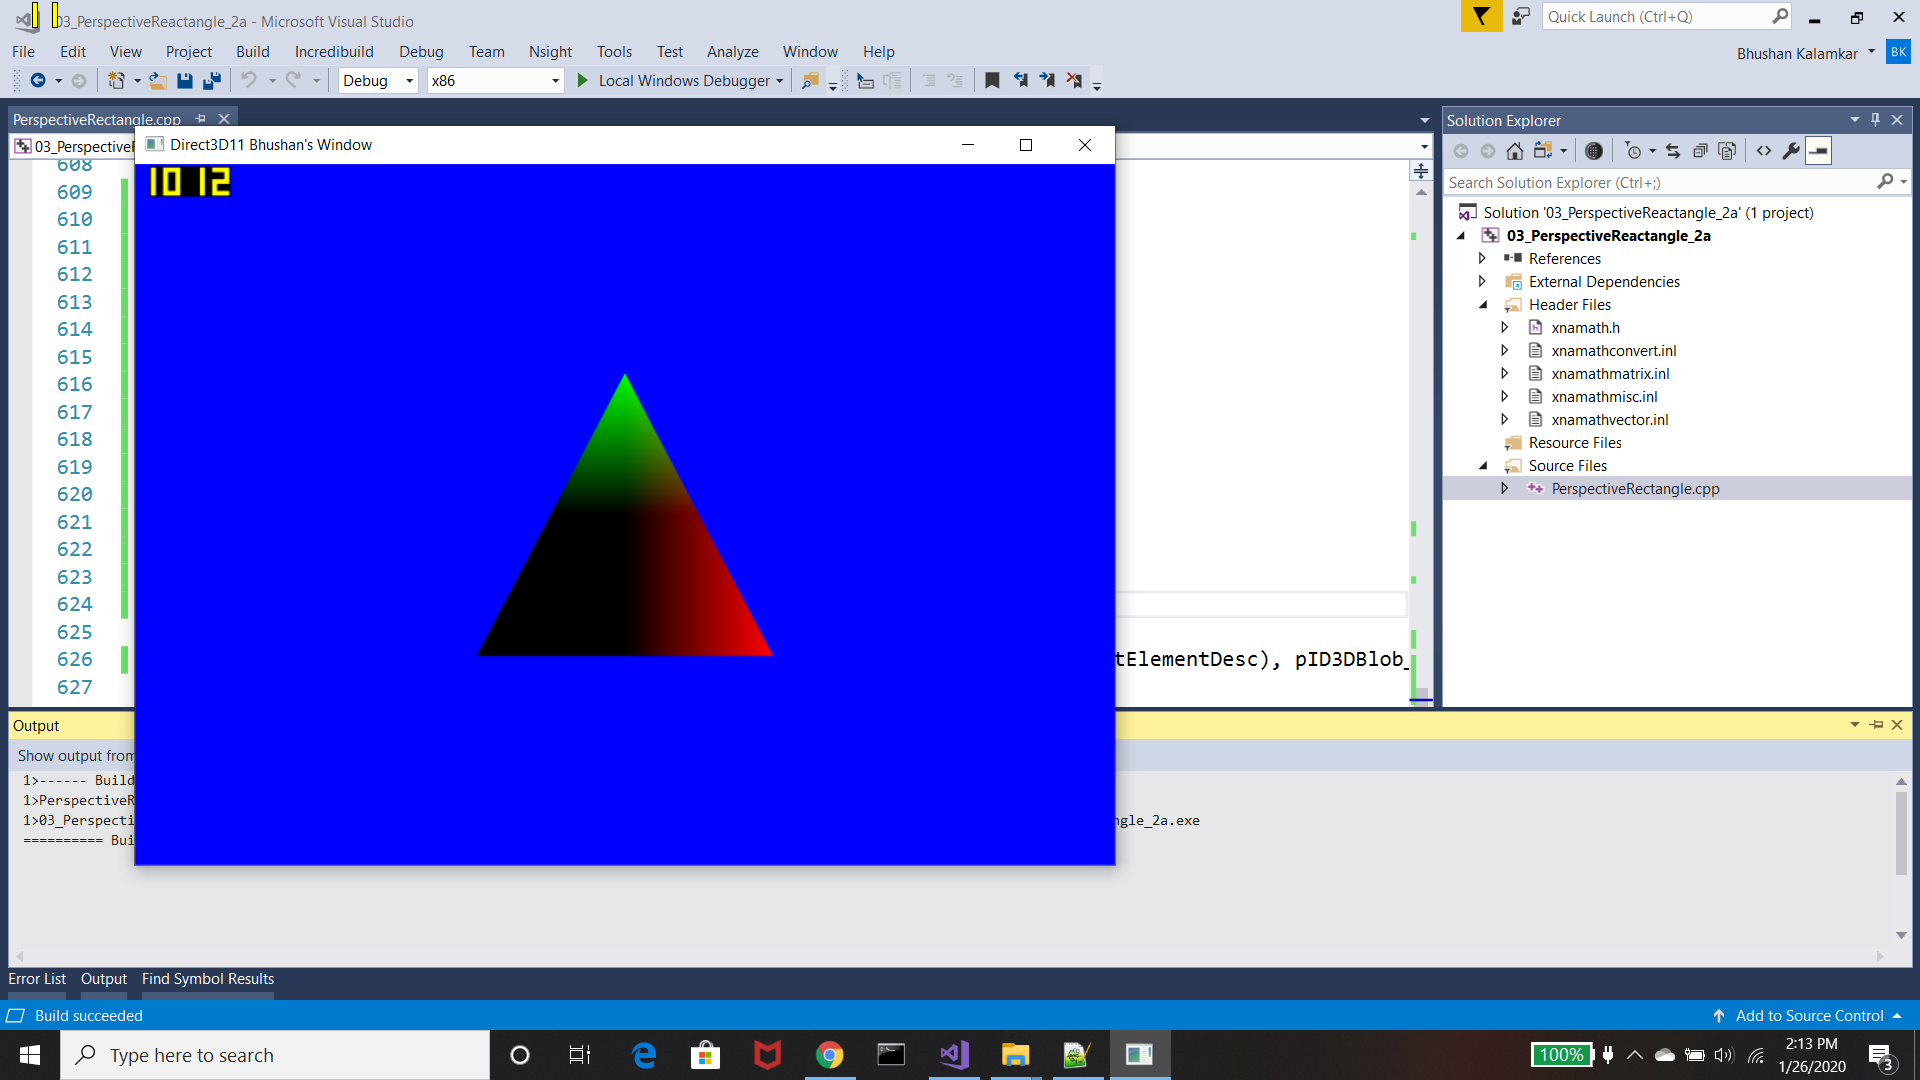 03_PerspectiveReactangle_2a - Microsoft Visual Studio
Quick Launch (Ctrl+Q)
File Edit View Project Build Incredibuild Debug Team Nsight Tools Test Analyze Window Help
Bhushan Kalamkar BK
Debug x86 Local Windows Debugger
PerspectiveRectangle.cpp
03_Perspectiv
Direct3D11 Bhushan's Window
10 12
608
609
610
611
612
613
614
615
616
617
618
619
620
621
622
623
624
625
626
tElementDesc), pID3DBlob_
627
Solution Explorer
Search Solution Explorer (Ctrl+;)
Solution '03_PerspectiveReactangle_2a' (1 project)
03_PerspectiveReactangle_2a
References
External Dependencies
Header Files
xnamath.h
xnamathconvert.inl
xnamathmatrix.inl
xnamathmisc.inl
xnamathvector.inl
Resource Files
Source Files
PerspectiveRectangle.cpp
Output
Show output from
1>------ Build
1>PerspectiveR
1>03_Perspecti
ngle_2a.exe
========== Bui
Error List Output Find Symbol Results
Build succeeded
Add to Source Control
Type here to search
100%
2:13 PM
1/26/2020
3